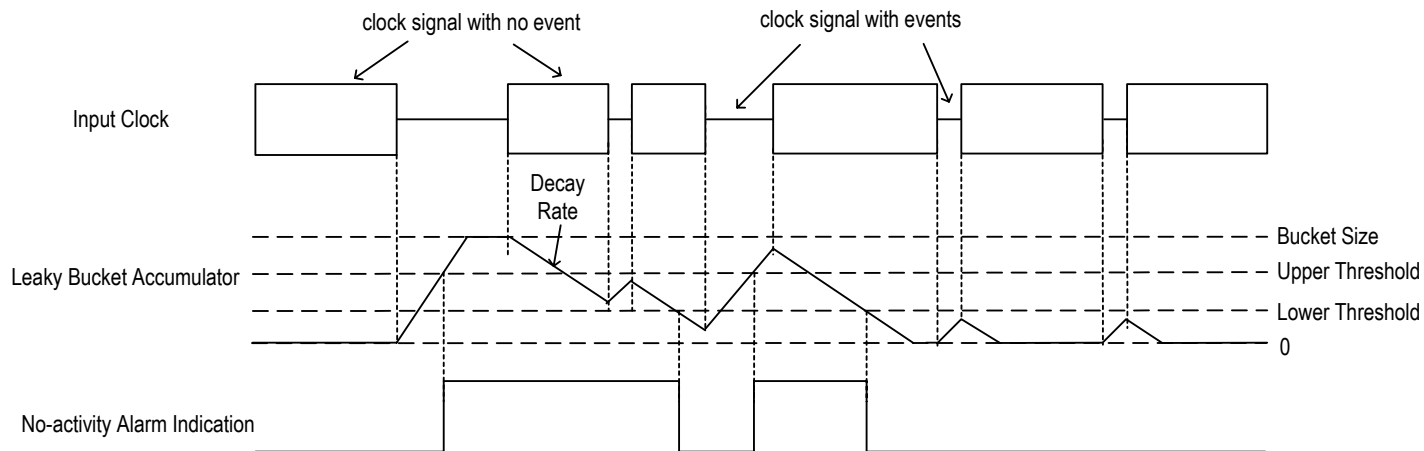 clock signal with no event
clock signal with events
Input Clock
Decay
Rate
Bucket Size
Leaky Bucket Accumulator
Upper Threshold
Lower Threshold
0
No-activity Alarm Indication